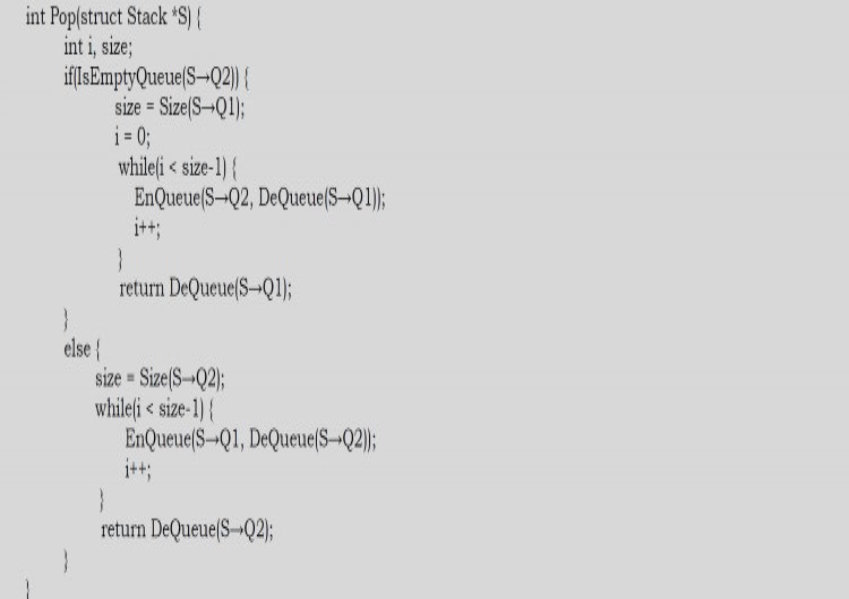 int Pop(struct Stack *S) {
int i, size;
if(IsEmptyQueue(S→Q2)) {
size = Size(S→Q1);
i = 0;
while(i < size-1) {
EnQueue(S→Q2, DeQueue(S→Q1));
i++;
}
return DeQueue(S→Q1);
}
else {
size = Size(S→Q2);
while(i < size-1) {
EnQueue(S→Q1, DeQueue(S→Q2));
i++;
}
return DeQueue(S→Q2);
}
}